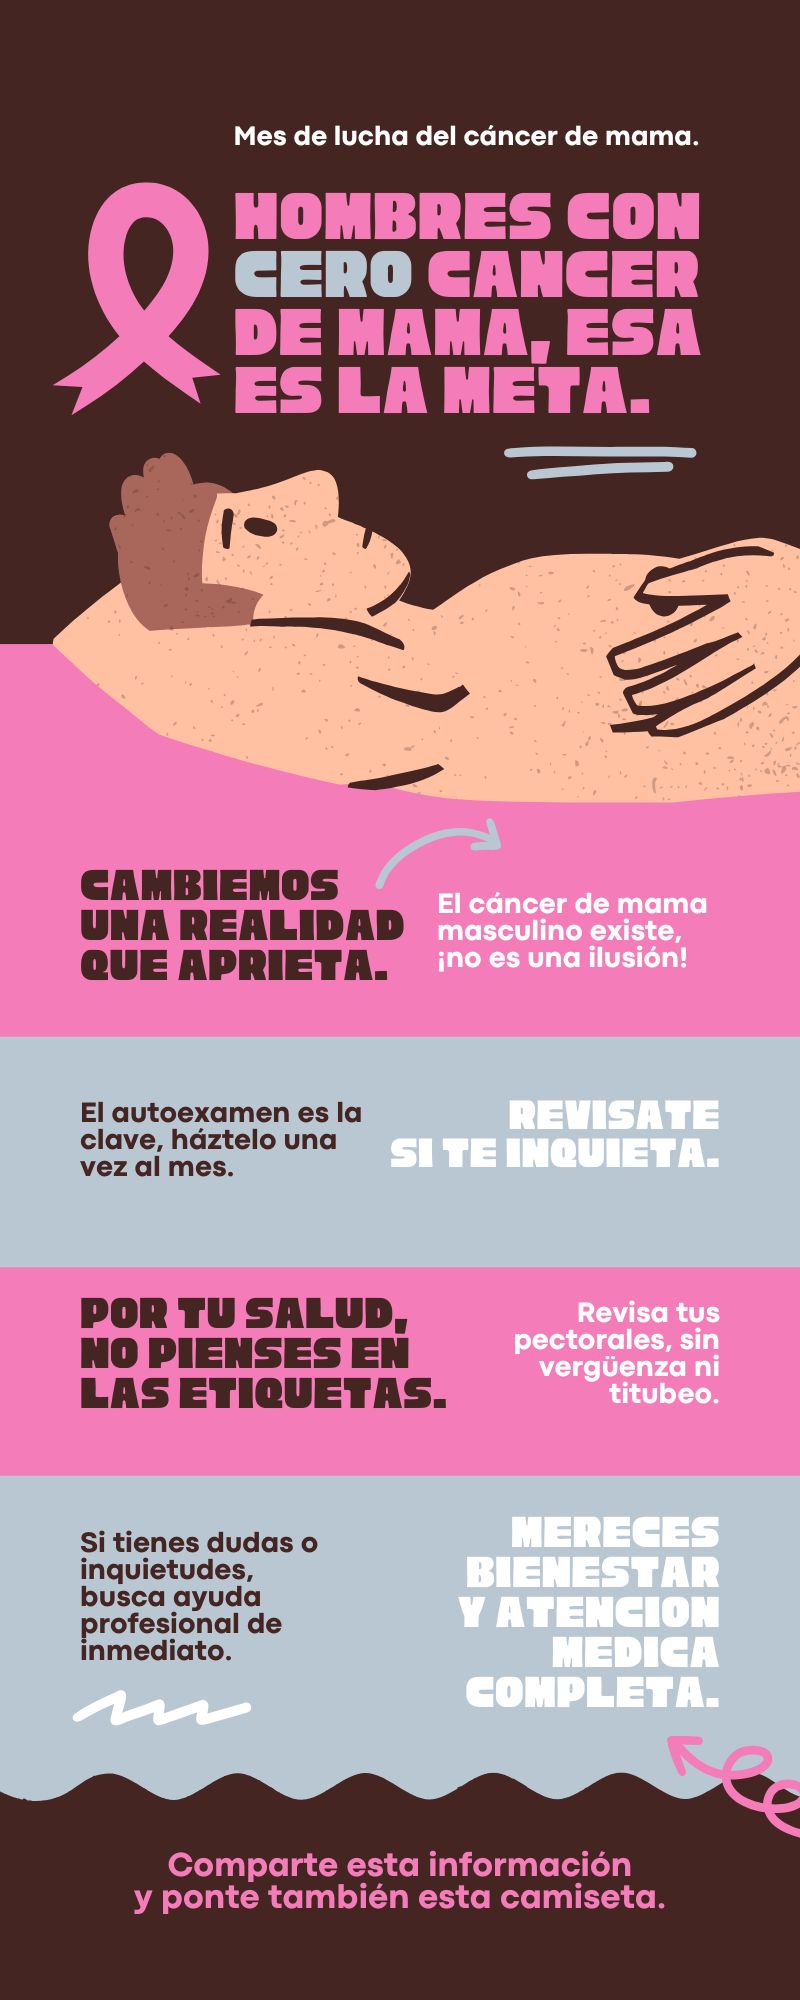 Mes de lucha del cáncer de mama.
HOMBRES CON
CERO CANCER
DE MAMA, ESA
ES LA META.
CAMBIEMOS
UNA REALIDAD
QUE APRIETA.
El cáncer de mama
masculino existe,
¡no es una ilusión!
El autoexamen es la
clave, háztelo una
vez al mes.
REVISATE
SI TE INQUIETA.
POR TU SALUD,
NO PIENSES EN
LAS ETIQUETAS.
Revisa tus
pectorales, sin
vergüenza ni
titubeo.
Si tienes dudas o
inquietudes,
busca ayuda
profesional de
inmediato.
MERECES
BIENESTAR
Y ATENCION
MEDICA
COMPLETA.
Comparte esta información
y ponte también esta camiseta.